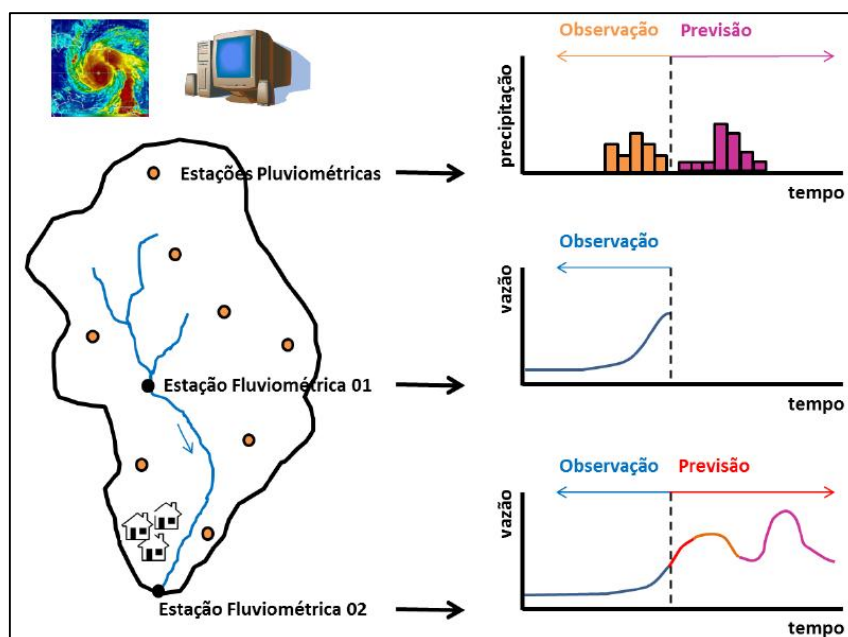 Observação Previsão
precipitação
tempo
Estações Pluviométricas
Observação
vazão
tempo
Estação Fluviométrica 01
Observação Previsão
vazão
tempo
Estação Fluviométrica 02